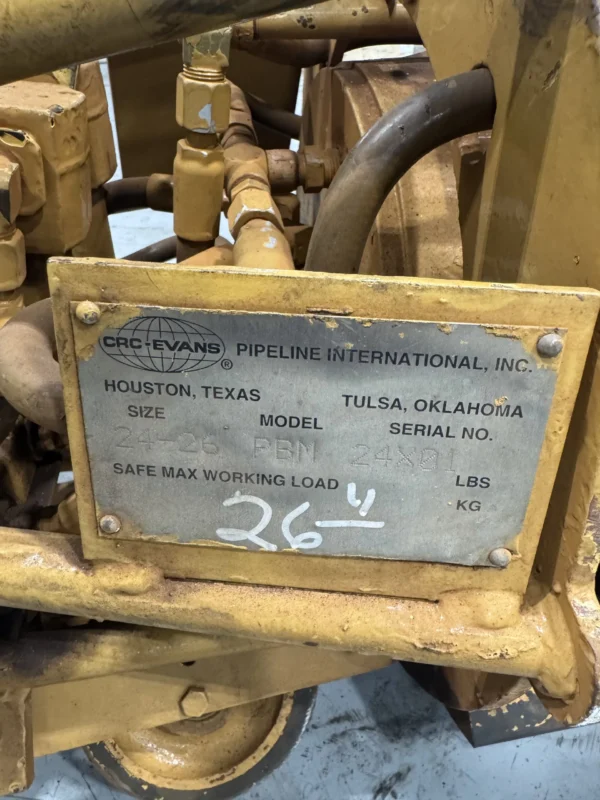 CRC-EVANS ® PIPELINE INTERNATIONAL, INC.
HOUSTON, TEXAS TULSA, OKLAHOMA
SIZE MODEL SERIAL NO.
24-26 PBN 24X01
SAFE MAX WORKING LOAD LBS
KG
26"